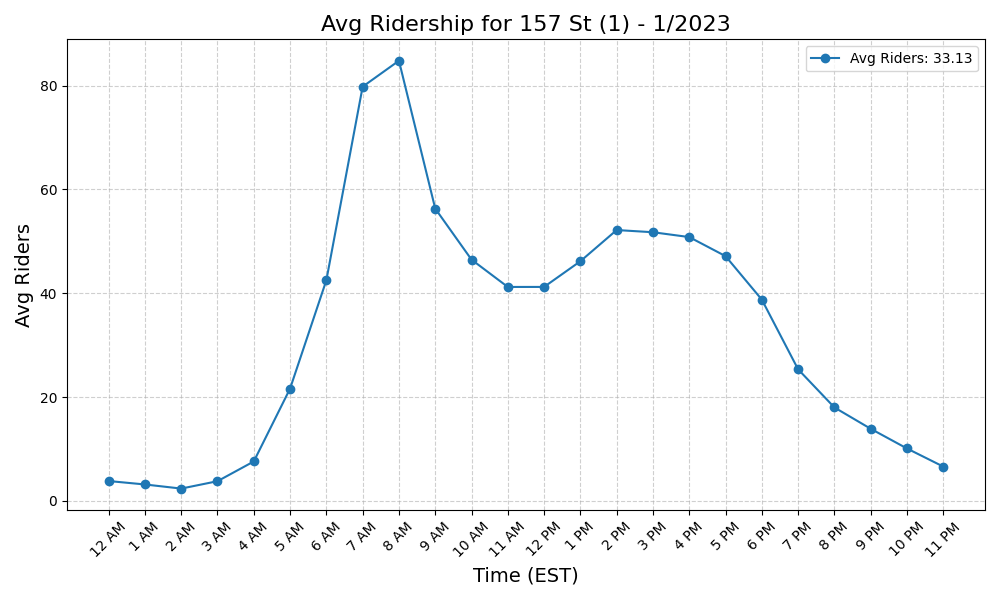 Avg Ridership for 157 St (1) - 1/2023
Avg Riders: 33.13
Avg Riders
80
60
40
20
0
12 AM
1 AM
2 AM
3 AM
4 AM
5 AM
6 AM
7 AM
8 AM
9 AM
10 AM
11 AM
12 PM
1 PM
2 PM
3 PM
4 PM
5 PM
6 PM
7 PM
8 PM
9 PM
10 PM
11 PM
Time (EST)